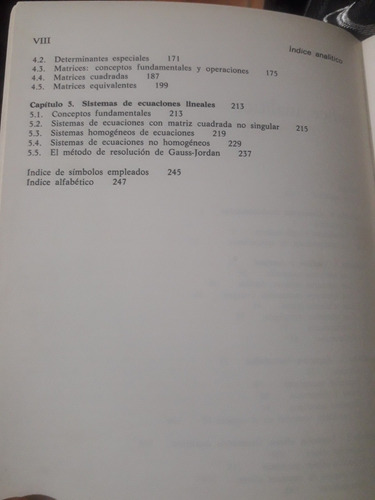 VIII
Índice analítico
4.2. Determinantes especiales 171
4.3. Matrices: conceptos fundamentales y operaciones 175
4.4. Matrices cuadradas 187
4.5. Matrices equivalentes 199
Capítulo 5. Sistemas de ecuaciones lineales 213
5.1. Conceptos fundamentales 213
5.2. Sistemas de ecuaciones con matriz cuadrada no singular 215
5.3. Sistemas homogéneos de ecuaciones 219
5.4. Sistemas de ecuaciones no homogéneos 229
5.5. El método de resolución de Gauss-Jordan 237
Indice de símbolos empleados 245
Indice alfabético 247